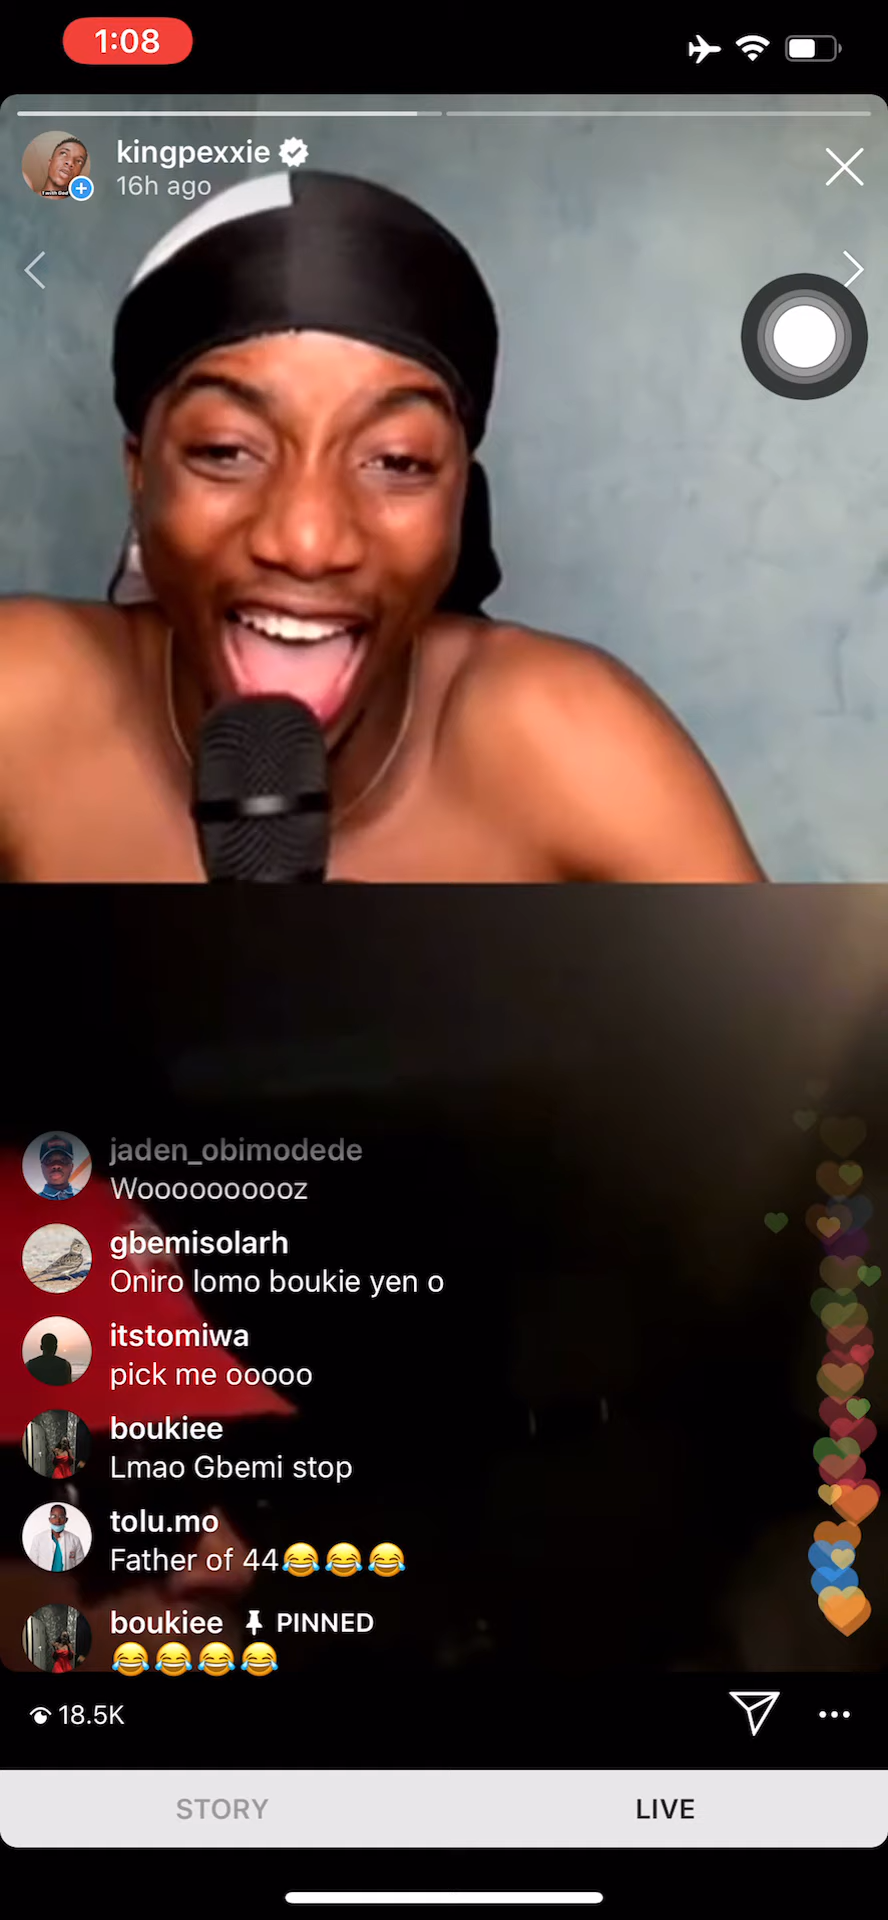 1:08
kingpexxie
16h ago
jaden_obimodede
Woooooooooz
gbemisolarh
Oniro lomo boukie yen o
itstomiwa
pick me ooooo
boukiee
Lmao Gbemi stop
tolu.mo
Father of 44😂😂😂
boukiee PINNED
😂😂😂😂
18.5K
STORY
LIVE